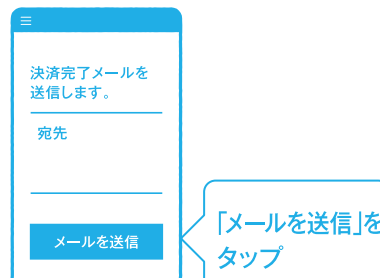 決済完了メールを
送信します。
宛先
メールを送信
「メールを送信」を
タップ